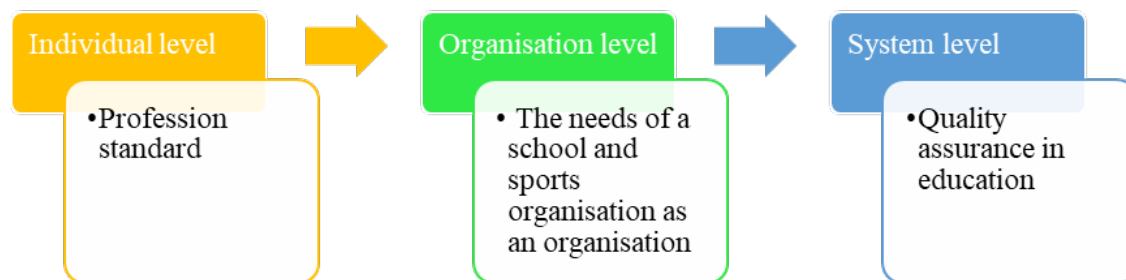 Individual level
•Profession
standard
Organisation level
• The needs of a
school and
sports
organisation as
an organisation
System level
•Quality
assurance in
education